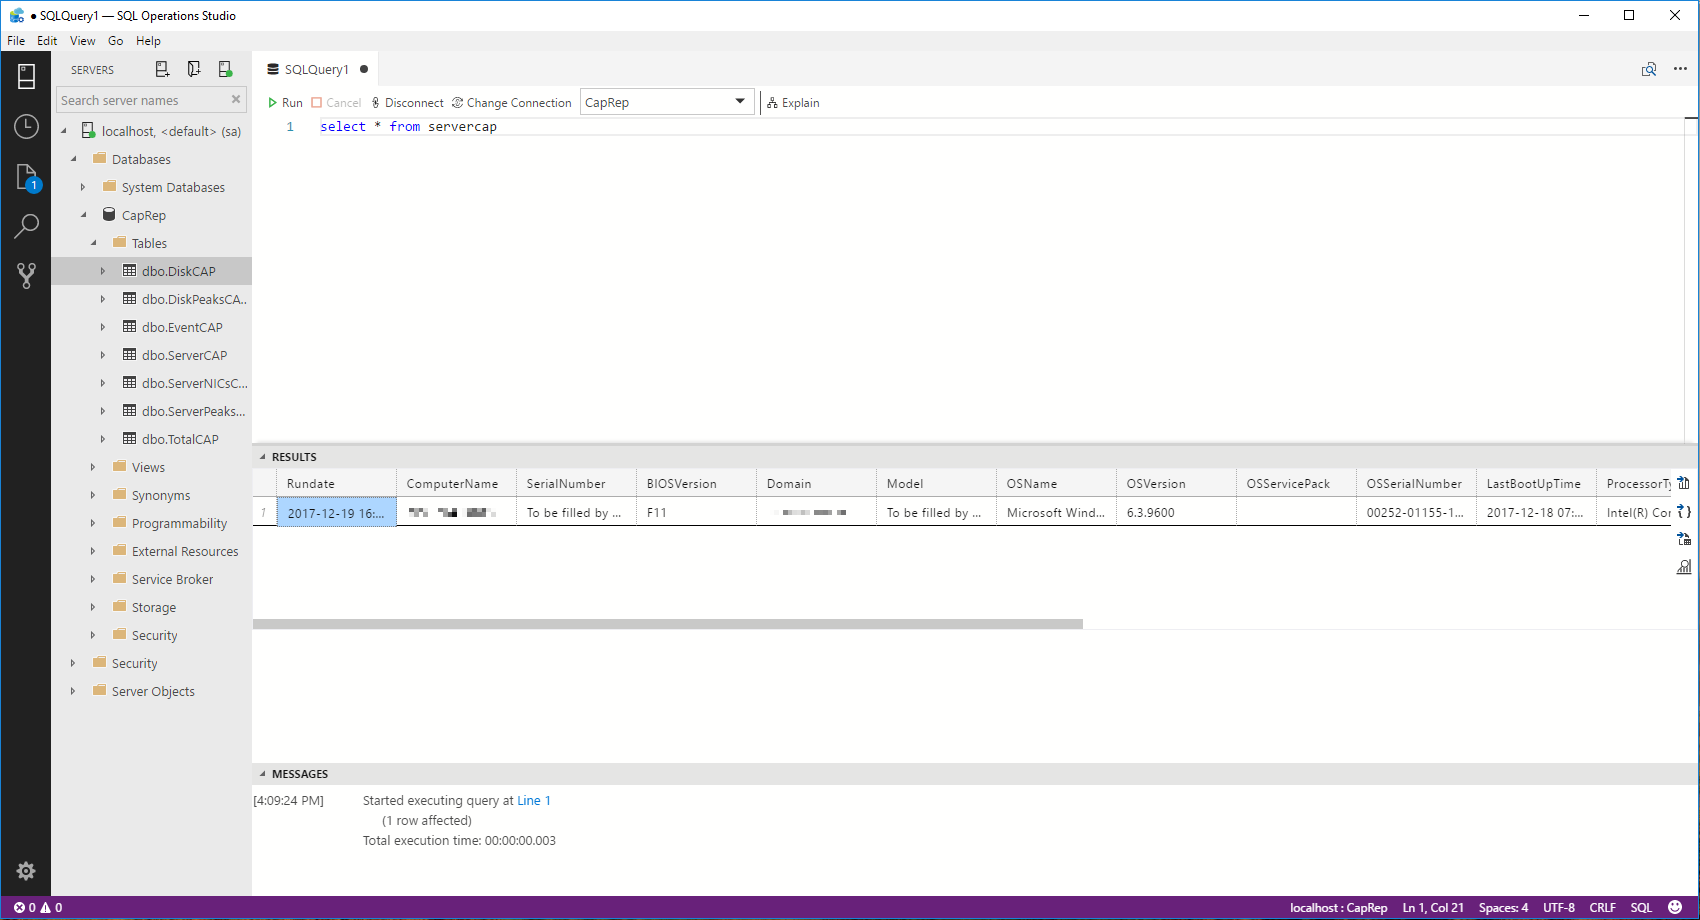 ● SQLQuery1 — SQL Operations Studio
File Edit View Go Help
SERVERS
Search server names
localhost, <default> (sa)
Databases
System Databases
CapRep
Tables
dbo.DiskCAP
dbo.DiskPeaksCA..
dbo.EventCAP
dbo.ServerCAP
dbo.ServerNICsC...
dbo.ServerPeaks...
dbo.TotalCAP
Views
Synonyms
Programmability
External Resources
Service Broker
Storage
Security
Security
Server Objects
1
SQLQuery1 ●
Run Cancel Disconnect Change Connection CapRep Explain
1 select * from servercap
RESULTS
Rundate ComputerName SerialNumber BIOSVersion Domain Model OSName OSVersion OSServicePack OSSerialNumber LastBootUpTime ProcessorTy
1 2017-12-19 16:... To be filled by ... F11 To be filled by ... Microsoft Wind... 6.3.9600 00252-01155-1... 2017-12-18 07:... Intel(R) Cor
MESSAGES
[4:09:24 PM] Started executing query at Line 1
(1 row affected)
Total execution time: 00:00:00.003
0 0 localhost : CapRep Ln 1, Col 21 Spaces: 4 UTF-8 CRLF SQL